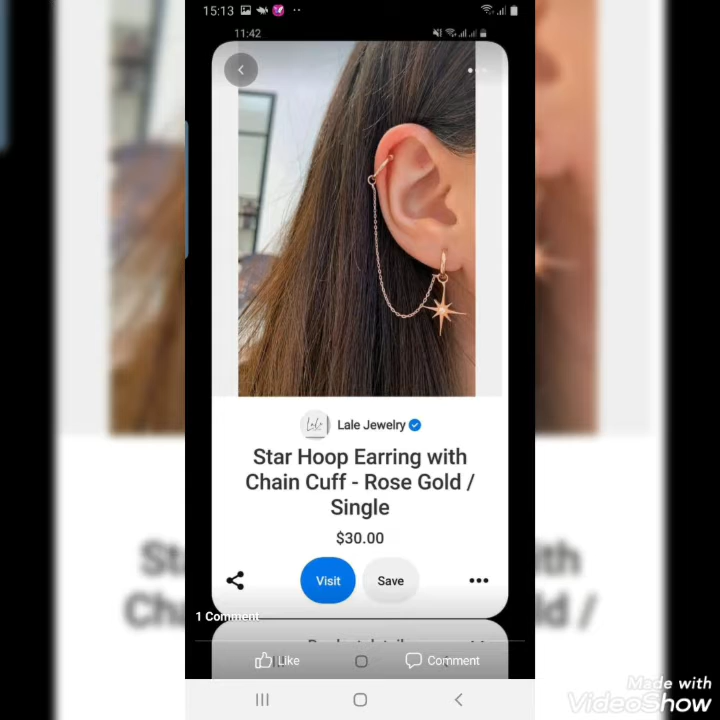 15:13
11:42
Lale
Lale Jewelry
Star Hoop Earring with
Chain Cuff - Rose Gold /
Single
$30.00
Visit
Save
1 Comment
Like
Comment
Made with
VideoShow